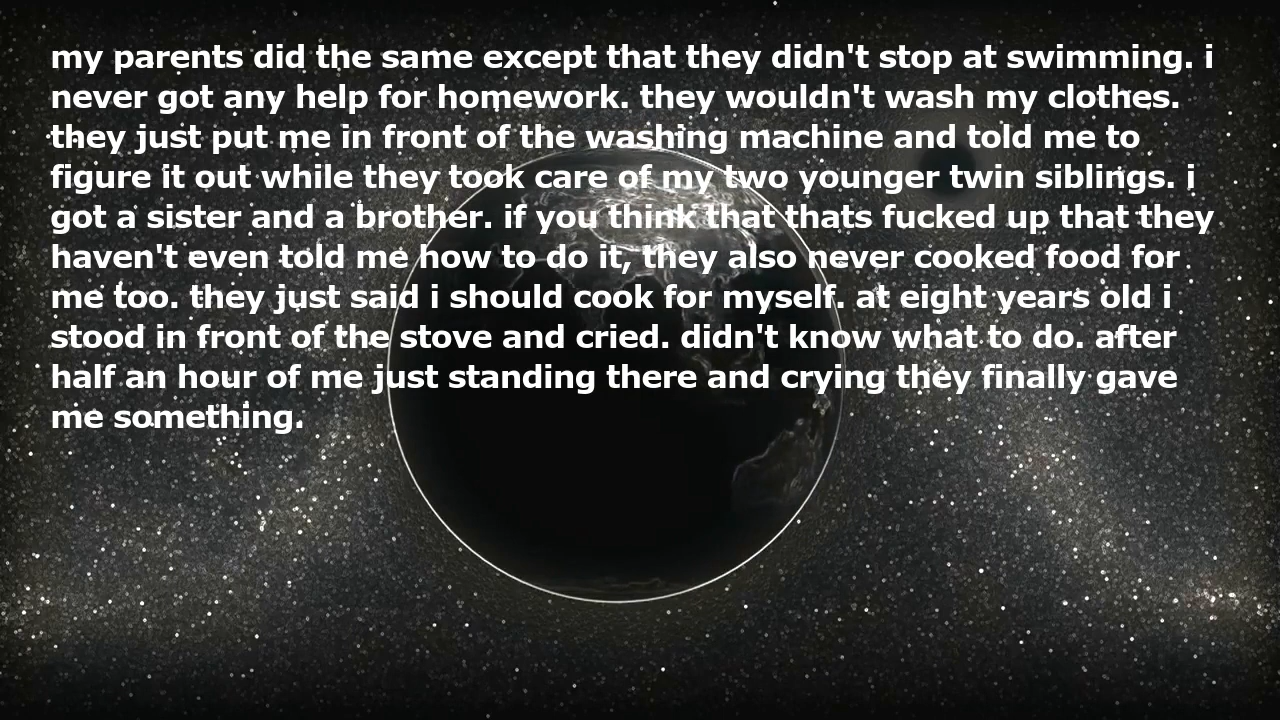 my parents did the same except that they didn't stop at swimming. i
never got any help for homework. they wouldn't wash my clothes.
they just put me in front of the washing machine and told me to
figure it out while they took care of my two younger twin siblings. i
got a sister and a brother. if you think that thats fucked up that they
haven't even told me how to do it, they also never cooked food for
me too. they just said i should cook for myself. at eight years old i
stood in front of the stove and cried. didn't know what to do. after
half an hour of me just standing there and crying they finally gave
me something.